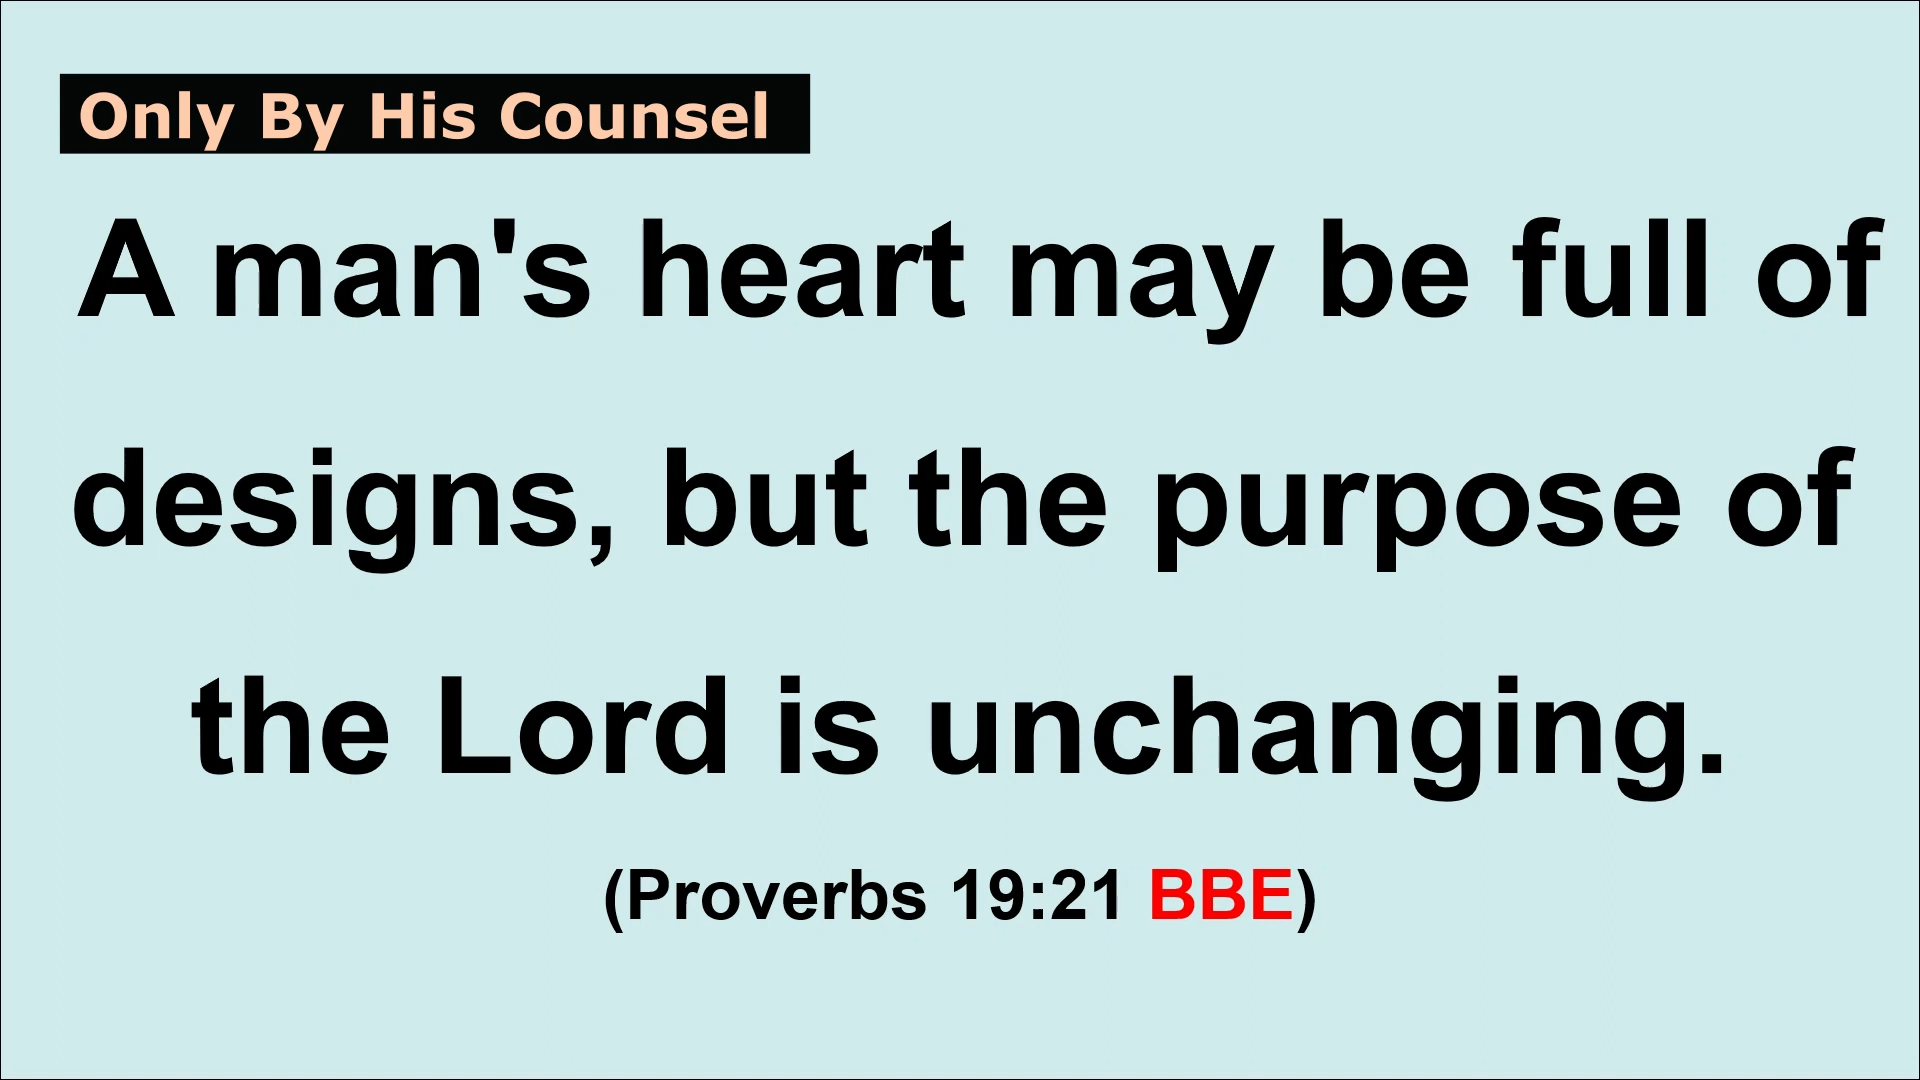 Only By His Counsel
A man's heart may be full of
designs, but the purpose of
the Lord is unchanging.
(Proverbs 19:21 BBE)